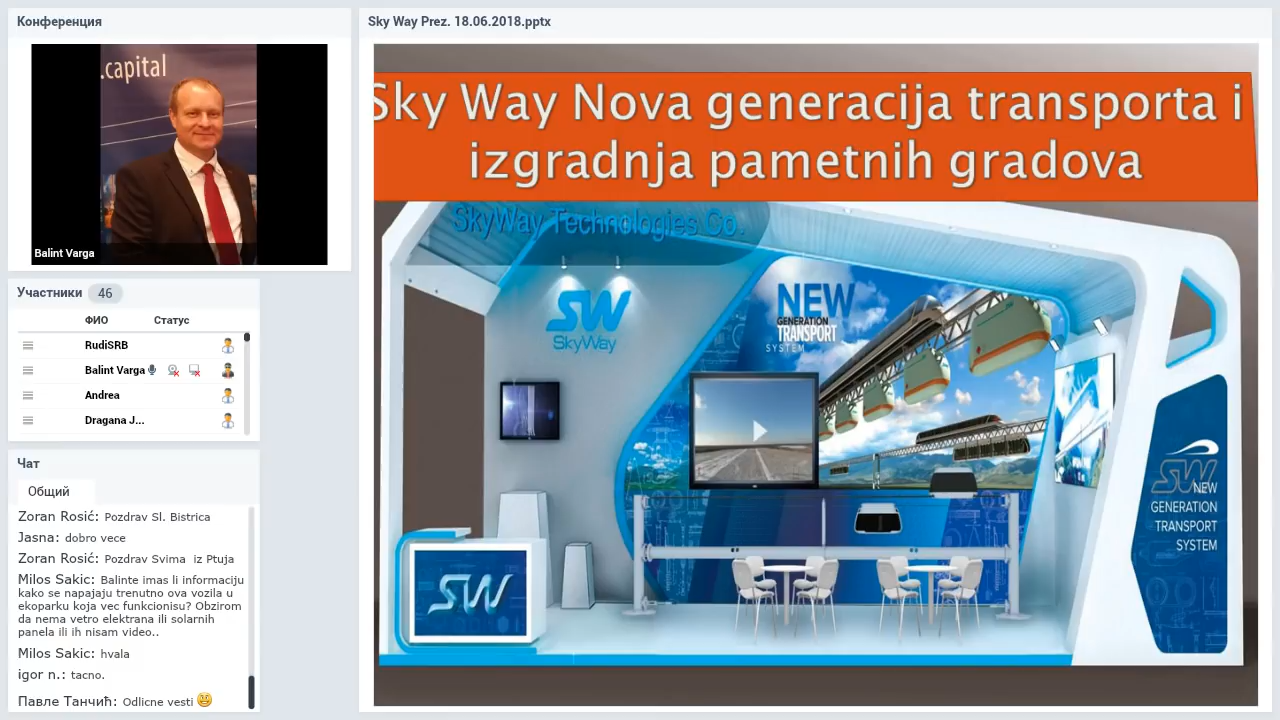 Конференция
.capital
Balint Varga
Участники 46
ФИО Статус
RudiSRB
Balint Varga
Andrea
Dragana J...
Чат
Общий
Zoran Rosić: Pozdrav Sl. Bistrica
Jasna: dobro vece
Zoran Rosić: Pozdrav Svima iz Ptuja
Milos Sakic: Balinte imas li informaciju
kako se napajaju trenutno ova vozila u
ekoparku koja vec funkcionisu? Obzirom
da nema vetro elektrana ili solarnih
panela ili ih nisam video..
Milos Sakic: hvala
igor n.: tacno.
Павле Танчић: Odlicne vesti
Sky Way Prez. 18.06.2018.pptx
Sky Way Nova generacija transporta i
izgradnja pametnih gradova
SkyWay Technologies Co.
SW
SkyWay
NEW
GENERATION
TRANSPORT
SYSTEM
SW
SW
NEW
GENERATION
TRANSPORT
SYSTEM